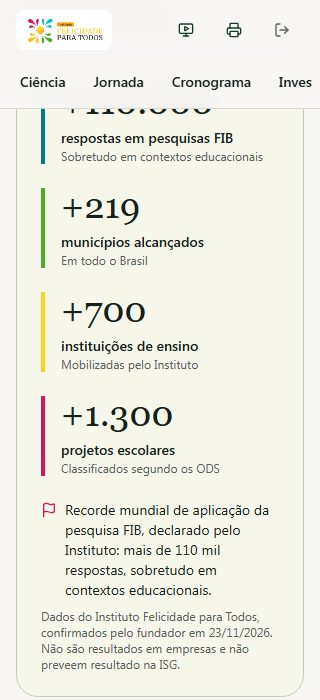 FELICIDADE
PARA TODOS
Ciência Jornada Cronograma Inves
respostas em pesquisas FIB
Sobretudo em contextos educacionais
+219
municípios alcançados
Em todo o Brasil
+700
instituições de ensino
Mobilizadas pelo Instituto
+1.300
projetos escolares
Classificados segundo os ODS
Recorde mundial de aplicação da
pesquisa FIB, declarado pelo
Instituto: mais de 110 mil
respostas, sobretudo em
contextos educacionais.
Dados do Instituto Felicidade para Todos,
confirmados pelo fundador em 23/11/2026.
Não são resultados em empresas e não
preveem resultado na ISG.